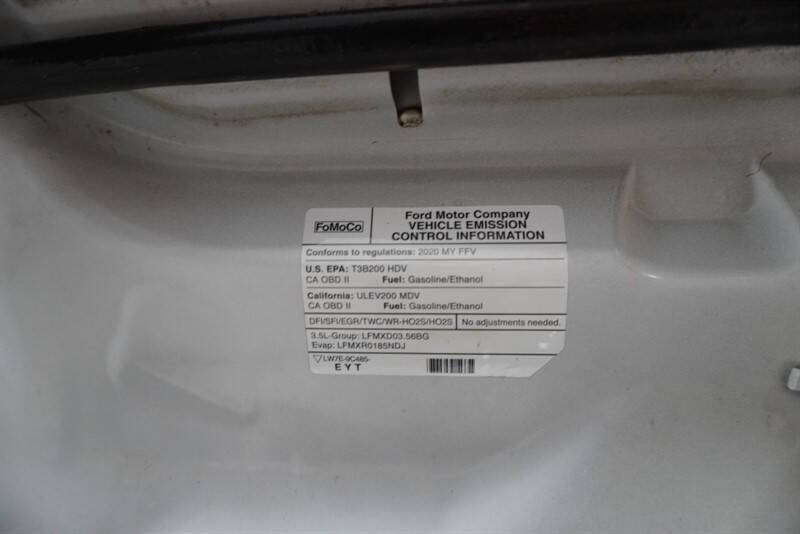 FoMoCo
Ford Motor Company
VEHICLE EMISSION
CONTROL INFORMATION
Conforms to regulations: 2020 MY FFV
U.S. EPA: T3B200 HDV
CA OBD II Fuel: Gasoline/Ethanol
California: ULEV200 MDV
CA OBD II Fuel: Gasoline/Ethanol
DFI/SFI/EGR/TWC/WR-HO2S/HO2S No adjustments needed.
3.5L-Group: LFMXD03.56BG
Evap: LFMXR0185NDJ
LW7E-9C485-
EYT